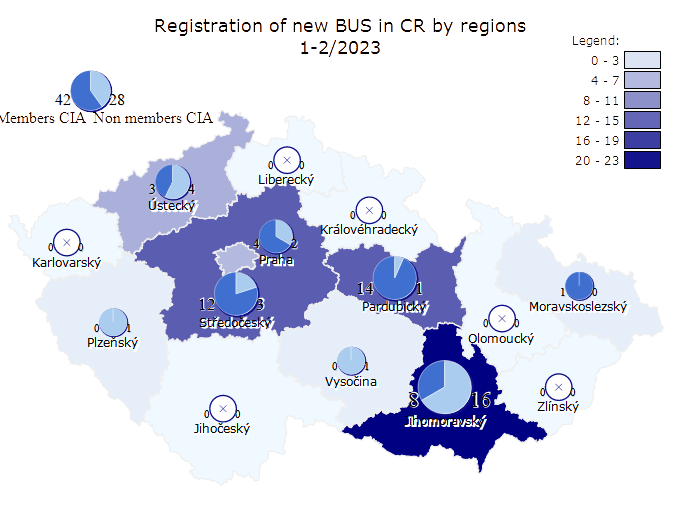 Registration of new BUS in CR by regions
1-2/2023
Legend:
0 - 3
4 - 7
8 - 11
12 - 15
16 - 19
20 - 23
42 28
Members CIA Non members CIA
0 0
Liberecký
3 4
Ústecký
0 0
Královéhradecký
0 0
Karlovarský
4 2
Praha
14 1
Pardubický
12 3
Středočeský
1 0
Moravskoslezský
0 1
Plzeňský
0 0
Olomoucký
0 1
Vysočina
8 16
Jihomoravský
0 0
Zlínský
0 0
Jihočeský